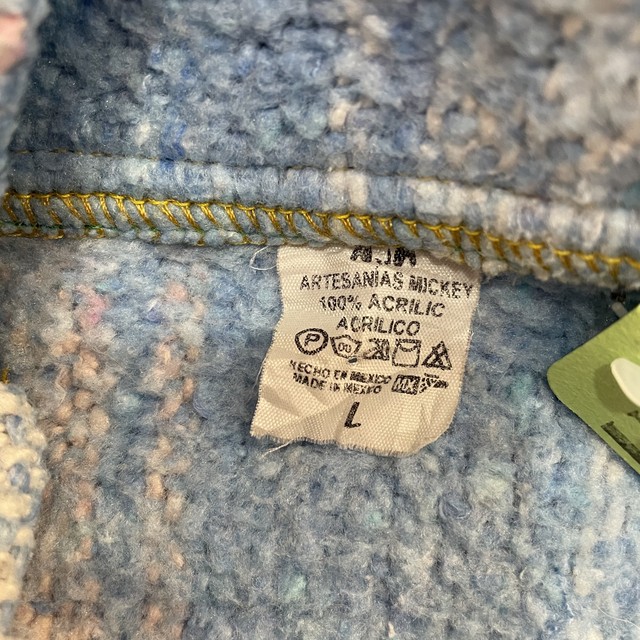 ARTESANIAS MICKEY
100% ACRILIC
ACRILICO
P
HECHO EN MEXICO
MADE IN MEXICO
L